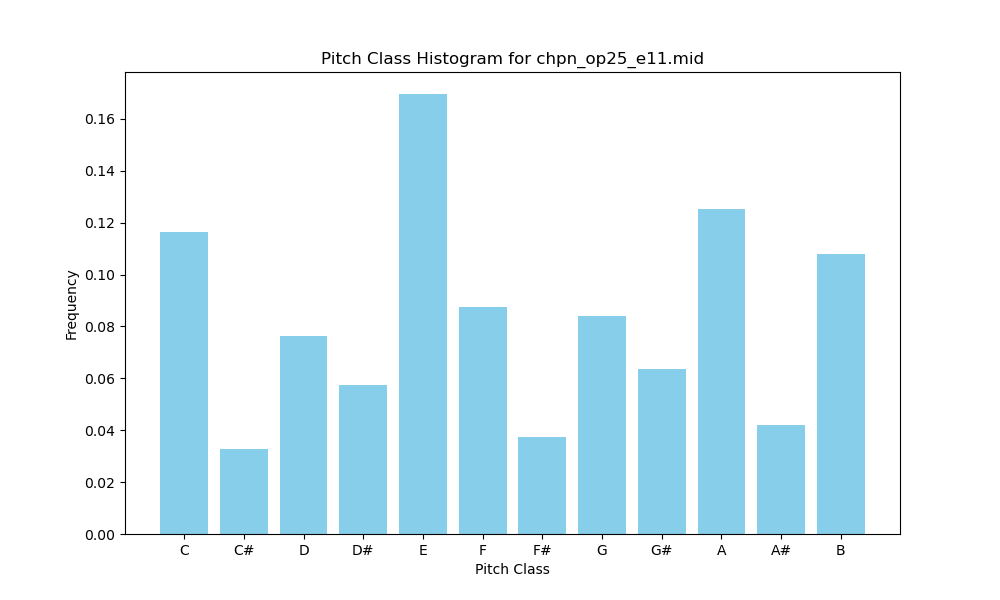 Pitch Class Histogram for chpn_op25_e11.mid
0.16
0.14
0.12
0.10
0.08
0.06
0.04
0.02
0.00
Frequency
C C# D D# E F F# G G# A A# B
Pitch Class